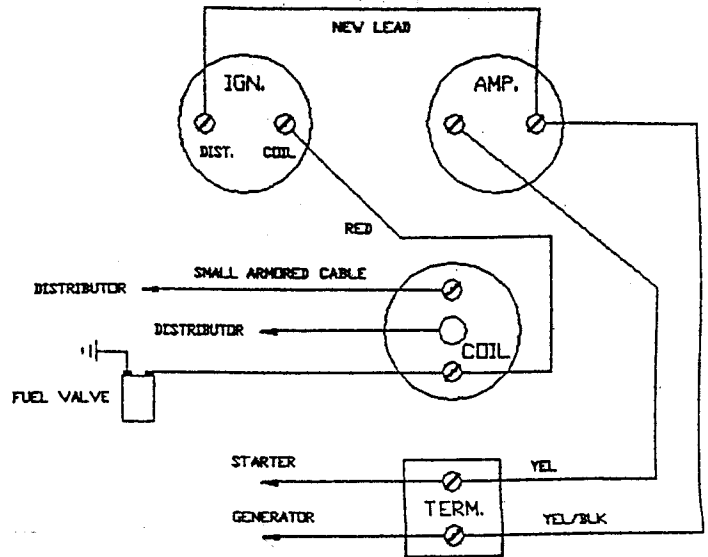 NEW LEAD
IGN.
AMP.
DIST.
COIL
RED
SMALL ARMORED CABLE
DISTRIBUTOR
DISTRIBUTOR
COIL
FUEL VALVE
STARTER
YEL
TERM.
GENERATOR
YEL/BLK